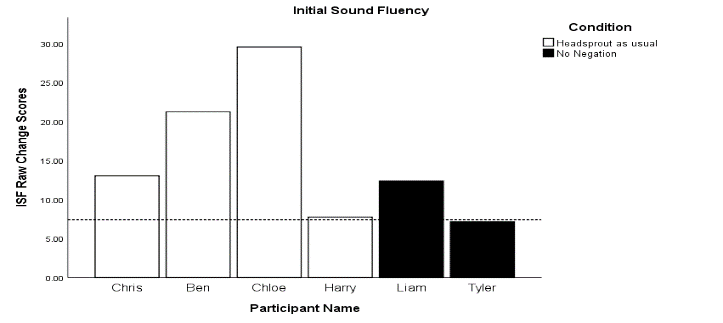 Initial Sound Fluency
Condition
Headsprout as usual
No Negation
ISF Raw Change Scores
30.00
25.00
20.00
15.00
10.00
5.00
0.00
Chris Ben Chloe Harry Liam Tyler
Participant Name